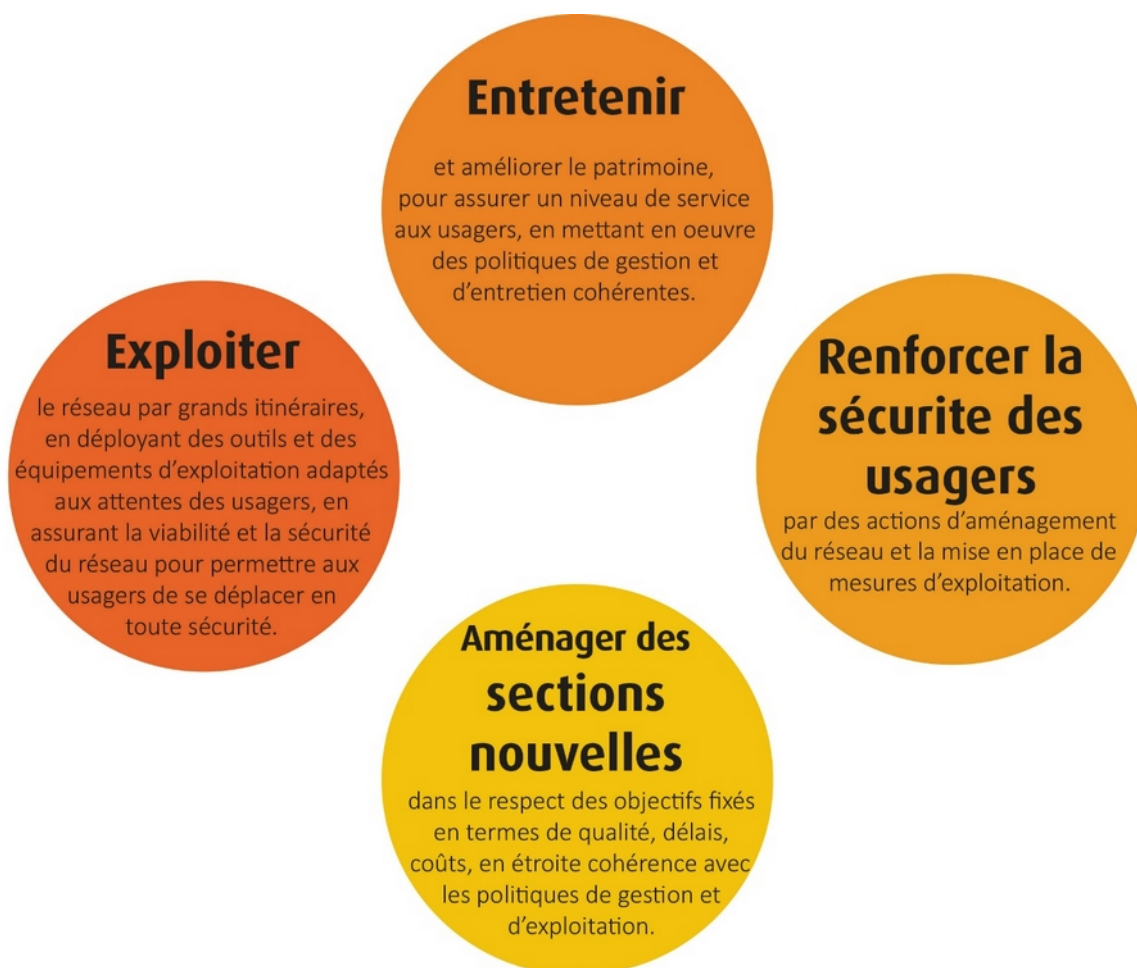 Entretenir
et améliorer le patrimoine,
pour assurer un niveau de service
aux usagers, en mettant en oeuvre
des politiques de gestion et
d'entretien cohérentes.
Exploiter
le réseau par grands itinéraires,
en déployant des outils et des
équipements d'exploitation adaptés
aux attentes des usagers, en
assurant la viabilité et la sécurité
du réseau pour permettre aux
usagers de se déplacer en
toute sécurité.
Renforcer la
sécurite des
usagers
par des actions d'aménagement
du réseau et la mise en place de
mesures d'exploitation.
Aménager des
sections
nouvelles
dans le respect des objectifs fixés
en termes de qualité, délais,
coûts, en étroite cohérence avec
les politiques de gestion et
d'exploitation.